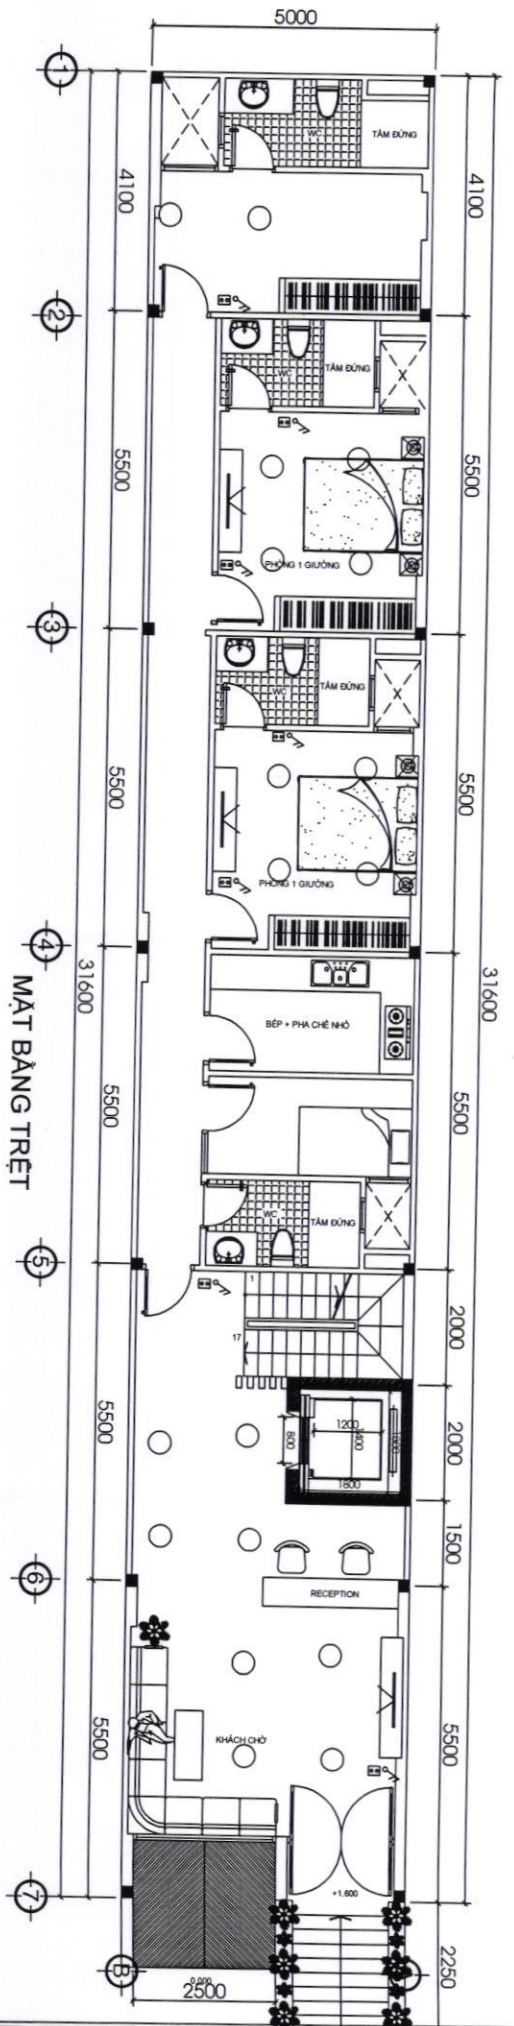 5000
1
4100
4100
WC
TẮM ĐỨNG
2
WC
TẮM ĐỨNG
5500
5500
PHÒNG 1 GIƯỜNG
3
WC
TẮM ĐỨNG
5500
5500
PHÒNG 1 GIƯỜNG
4
31600
31600
MẶT BẰNG TRỆT
BẾP + PHA CHẾ NHỎ
5500
5500
WC
TẮM ĐỨNG
5
1
17
2000
1200
1400
1800
800
2000
5500
1500
6
RECEPTION
KHÁCH CHỜ
5500
5500
+1.600
7
B
0.000
2500
2250